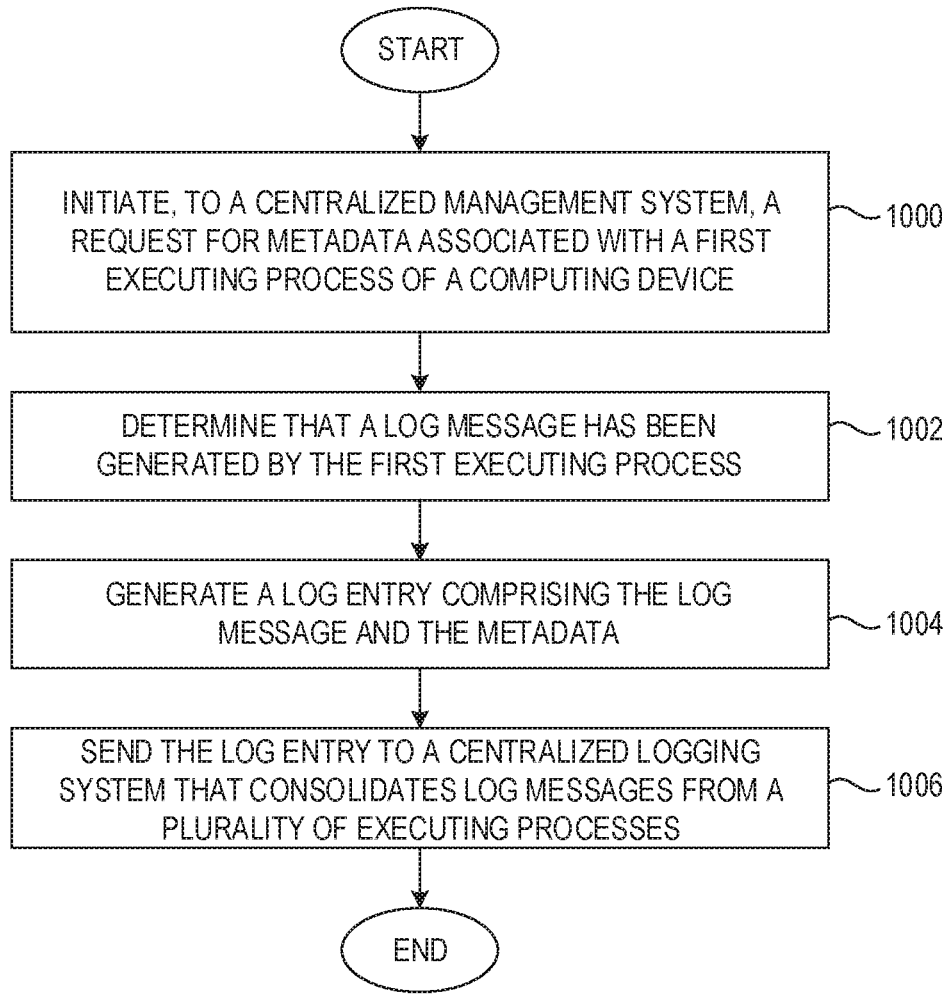 START
INITIATE, TO A CENTRALIZED MANAGEMENT SYSTEM, A
REQUEST FOR METADATA ASSOCIATED WITH A FIRST
EXECUTING PROCESS OF A COMPUTING DEVICE
1000
DETERMINE THAT A LOG MESSAGE HAS BEEN
GENERATED BY THE FIRST EXECUTING PROCESS
1002
GENERATE A LOG ENTRY COMPRISING THE LOG
MESSAGE AND THE METADATA
1004
SEND THE LOG ENTRY TO A CENTRALIZED LOGGING
SYSTEM THAT CONSOLIDATES LOG MESSAGES FROM A
PLURALITY OF EXECUTING PROCESSES
1006
END